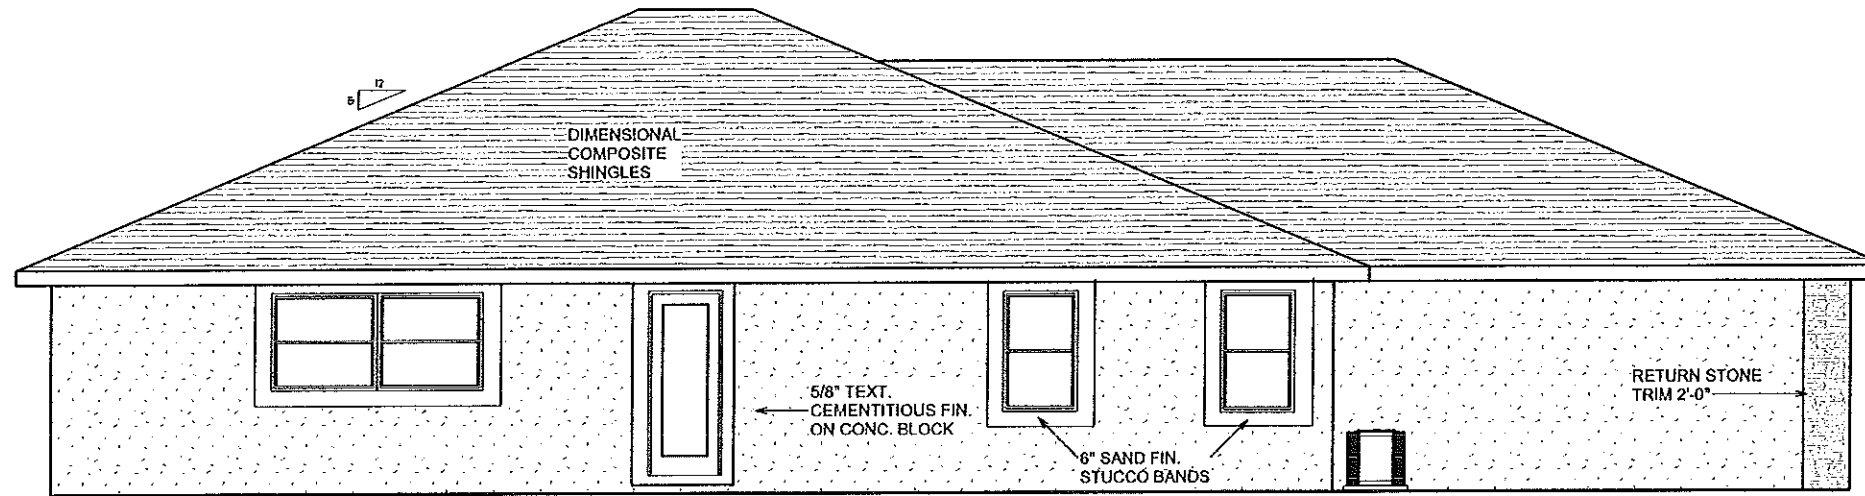 12
5
DIMENSIONAL
COMPOSITE
SHINGLES
5/8" TEXT.
CEMENTITIOUS FIN.
ON CONC. BLOCK
6" SAND FIN.
STUCCO BANDS
RETURN STONE
TRIM 2'-0"